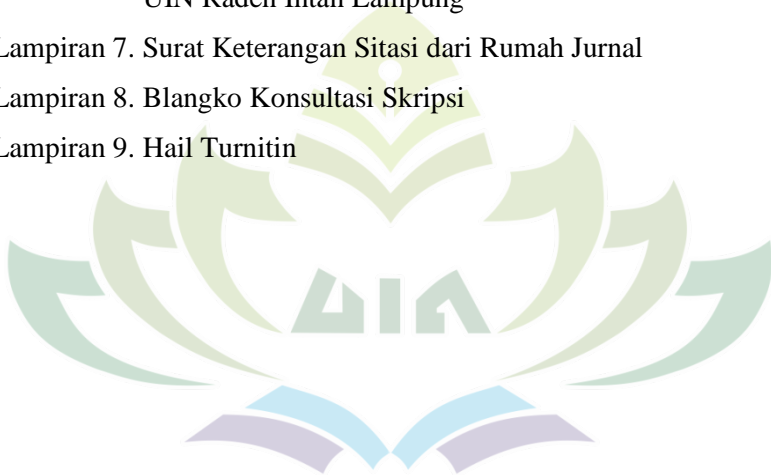 UIN Raden Intan Lampung
Lampiran 7. Surat Keterangan Sitasi dari Rumah Jurnal
Lampiran 8. Blangko Konsultasi Skripsi
Lampiran 9. Hail Turnitin
UIN